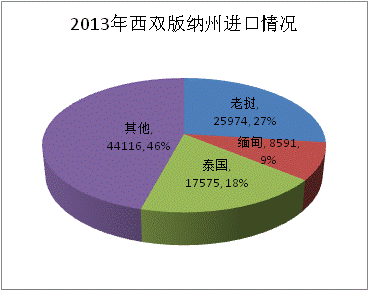 2013年西双版纳州进口情况
老挝,
25974, 27%
缅甸, 8591,
9%
泰国,
17575, 18%
其他,
44116, 46%